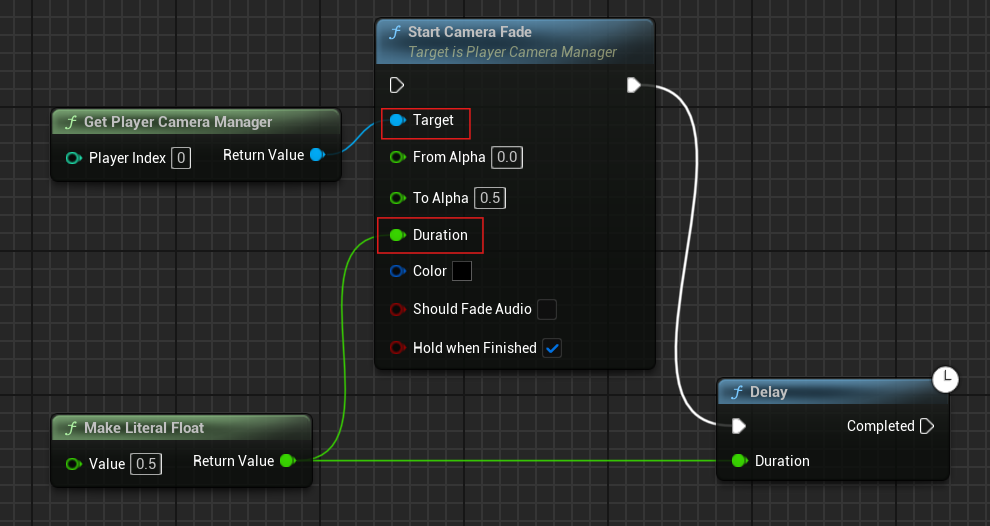 Start Camera Fade
Target is Player Camera Manager
Get Player Camera Manager
Player Index 0 Return Value
Target
From Alpha 0.0
To Alpha 0.5
Duration
Color
Should Fade Audio
Hold when Finished
Delay
Completed
Duration
Make Literal Float
Value 0.5 Return Value